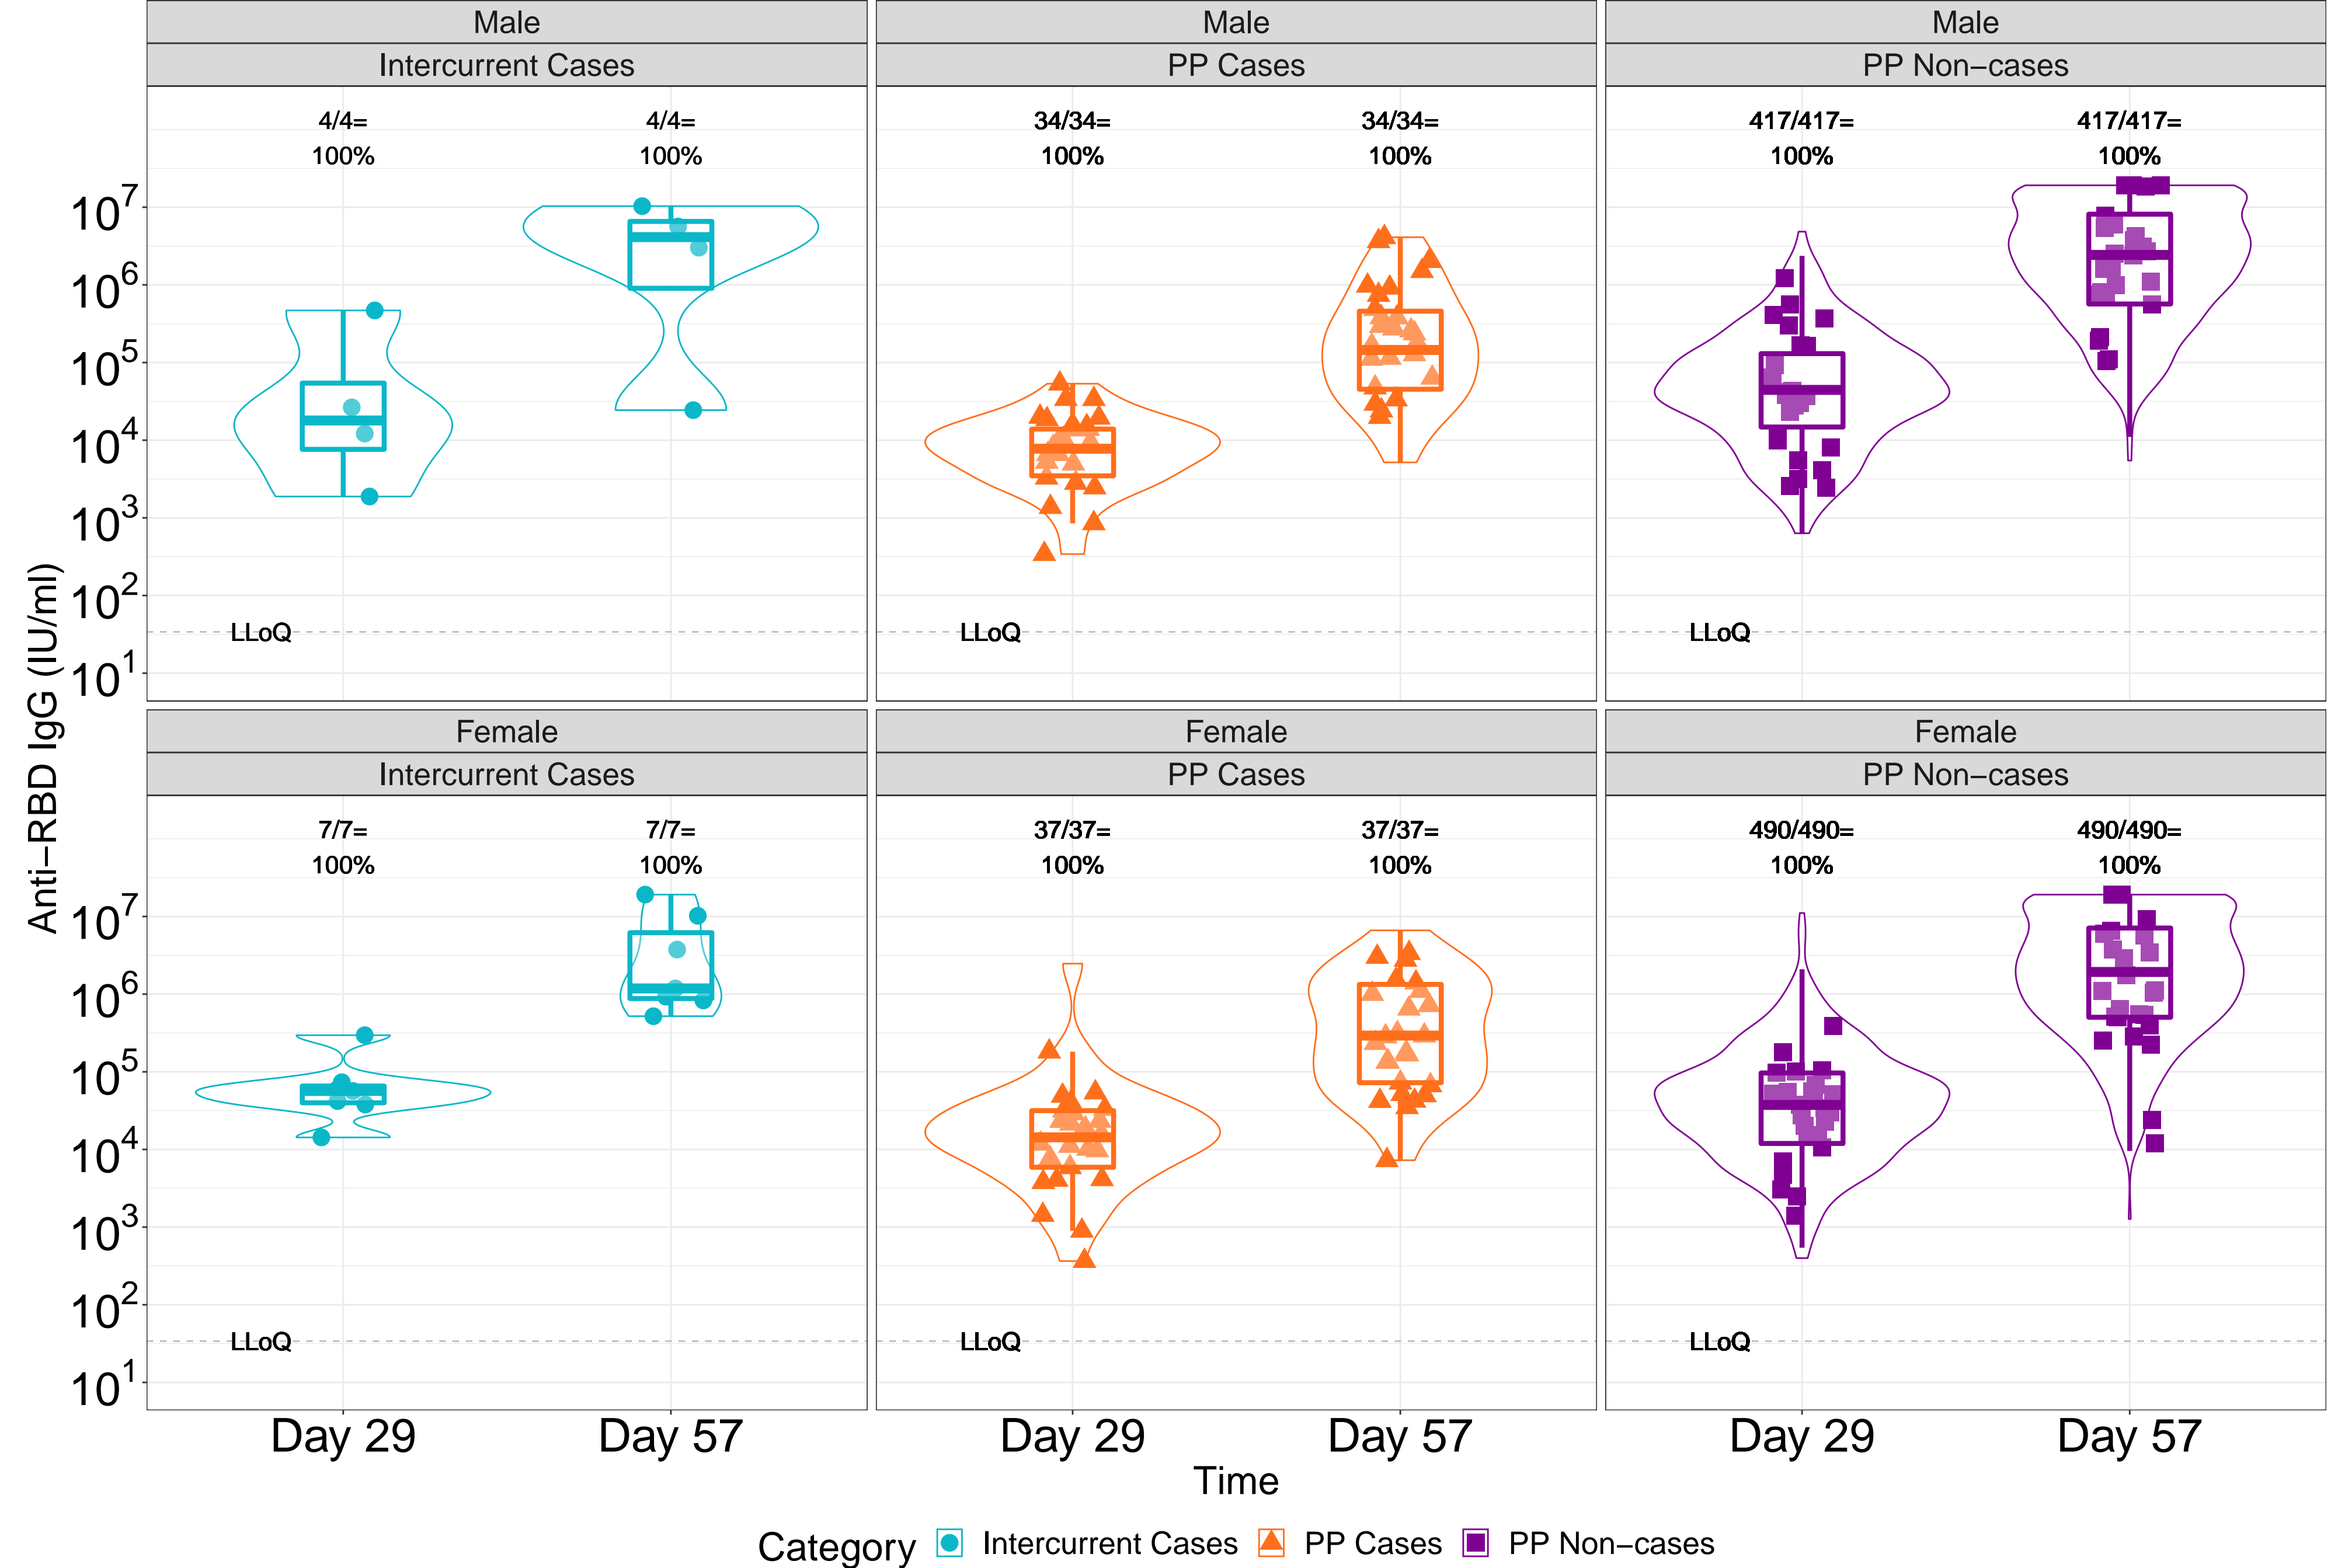 Male
Male
Male
Intercurrent Cases
PP Cases
PP Non−cases
4/4=
100%
4/4=
100%
34/34=
100%
34/34=
100%
417/417=
100%
417/417=
100%
Anti−RBD IgG (IU/ml)
10^7
10^6
10^5
10^4
10^3
10^2
10^1
LLoQ
LLoQ
LLoQ
Female
Female
Female
Intercurrent Cases
PP Cases
PP Non−cases
7/7=
100%
7/7=
100%
37/37=
100%
37/37=
100%
490/490=
100%
490/490=
100%
10^7
10^6
10^5
10^4
10^3
10^2
10^1
LLoQ
LLoQ
LLoQ
Day 29
Day 57
Day 29
Day 57
Day 29
Day 57
Time
Category Intercurrent Cases PP Cases PP Non−cases